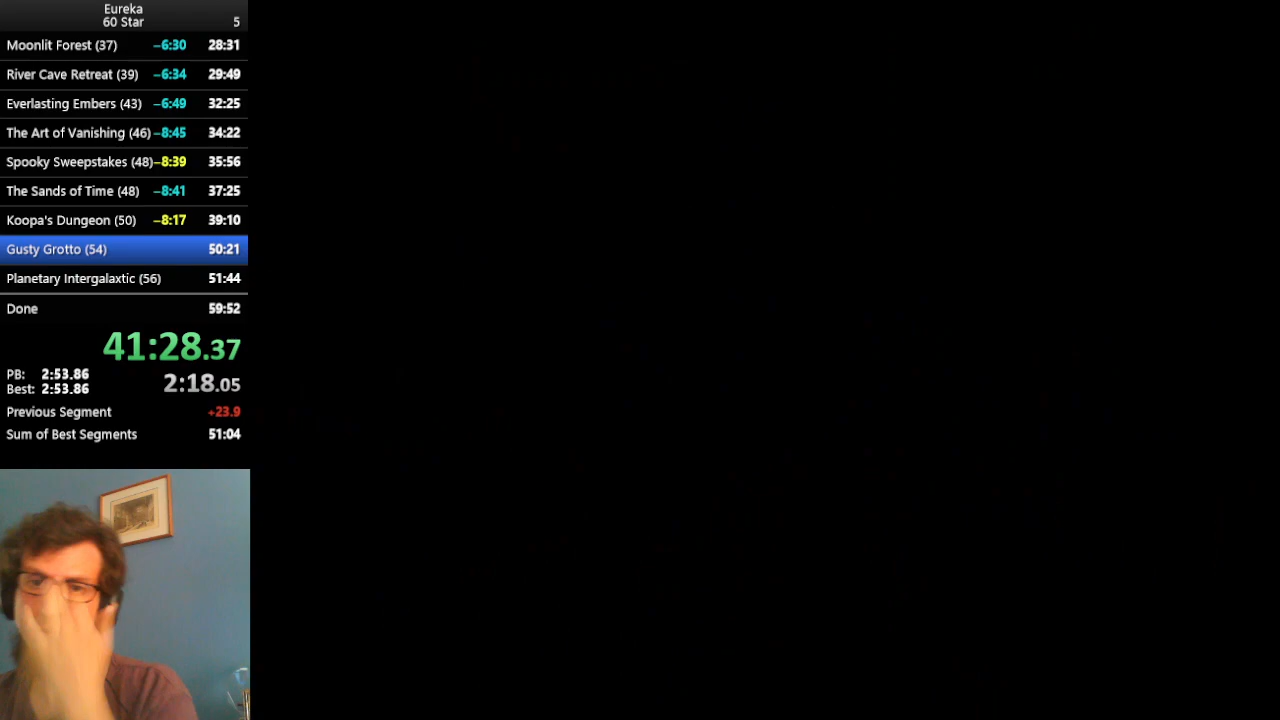 Eureka
60 Star 5
Moonlit Forest (37) −6:30 28:31
River Cave Retreat (39) −6:34 29:49
Everlasting Embers (43) −6:49 32:25
The Art of Vanishing (46) −8:45 34:22
Spooky Sweepstakes (48) −8:39 35:56
The Sands of Time (48) −8:41 37:25
Koopa's Dungeon (50) −8:17 39:10
Gusty Grotto (54) 50:21
Planetary Intergalaxtic (56) 51:44
Done 59:52
41:28.37
PB: 2:53.86
Best: 2:53.86
2:18.05
Previous Segment +23.9
Sum of Best Segments 51:04